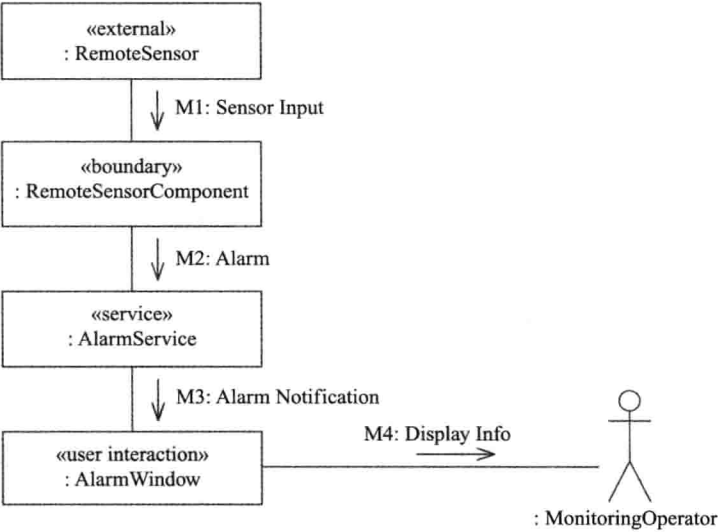 «external»
: RemoteSensor
M1: Sensor Input
«boundary»
: RemoteSensorComponent
M2: Alarm
«service»
: AlarmService
M3: Alarm Notification
«user interaction»
: AlarmWindow
M4: Display Info
: MonitoringOperator